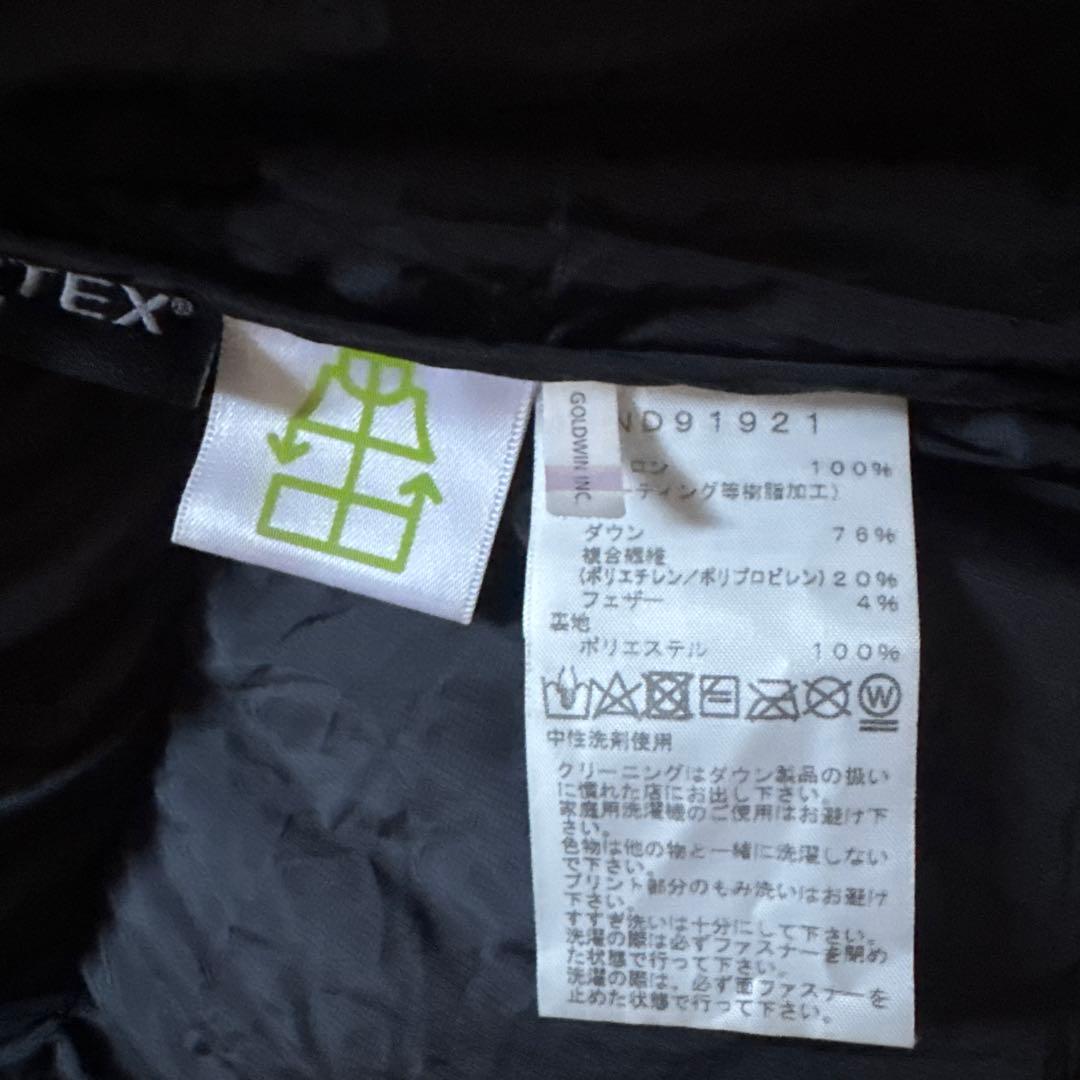 TEX®
GOLDWIN INC.
ND91921
ロン 100%
ーティング等樹脂加工)
ダウン 76%
複合繊維
(ポリエチレン/ポリプロピレン) 20%
フェザー 4%
裏地
ポリエステル 100%
W
中性洗剤使用
クリーニングはダウン製品の扱い
に慣れた店にお出し下さい。
家庭用洗濯機のご使用はお避け下
さい。
色物は他の物と一緒に洗濯しない
で下さい。
プリント部分のもみ洗いはお避け
下さい。
すすぎ洗いは十分にして下さい。
洗濯の際は必ずファスナーを閉め
た状態で行って下さい。
洗濯の際は、必ず面ファスナーを
止めた状態で行って下さい。